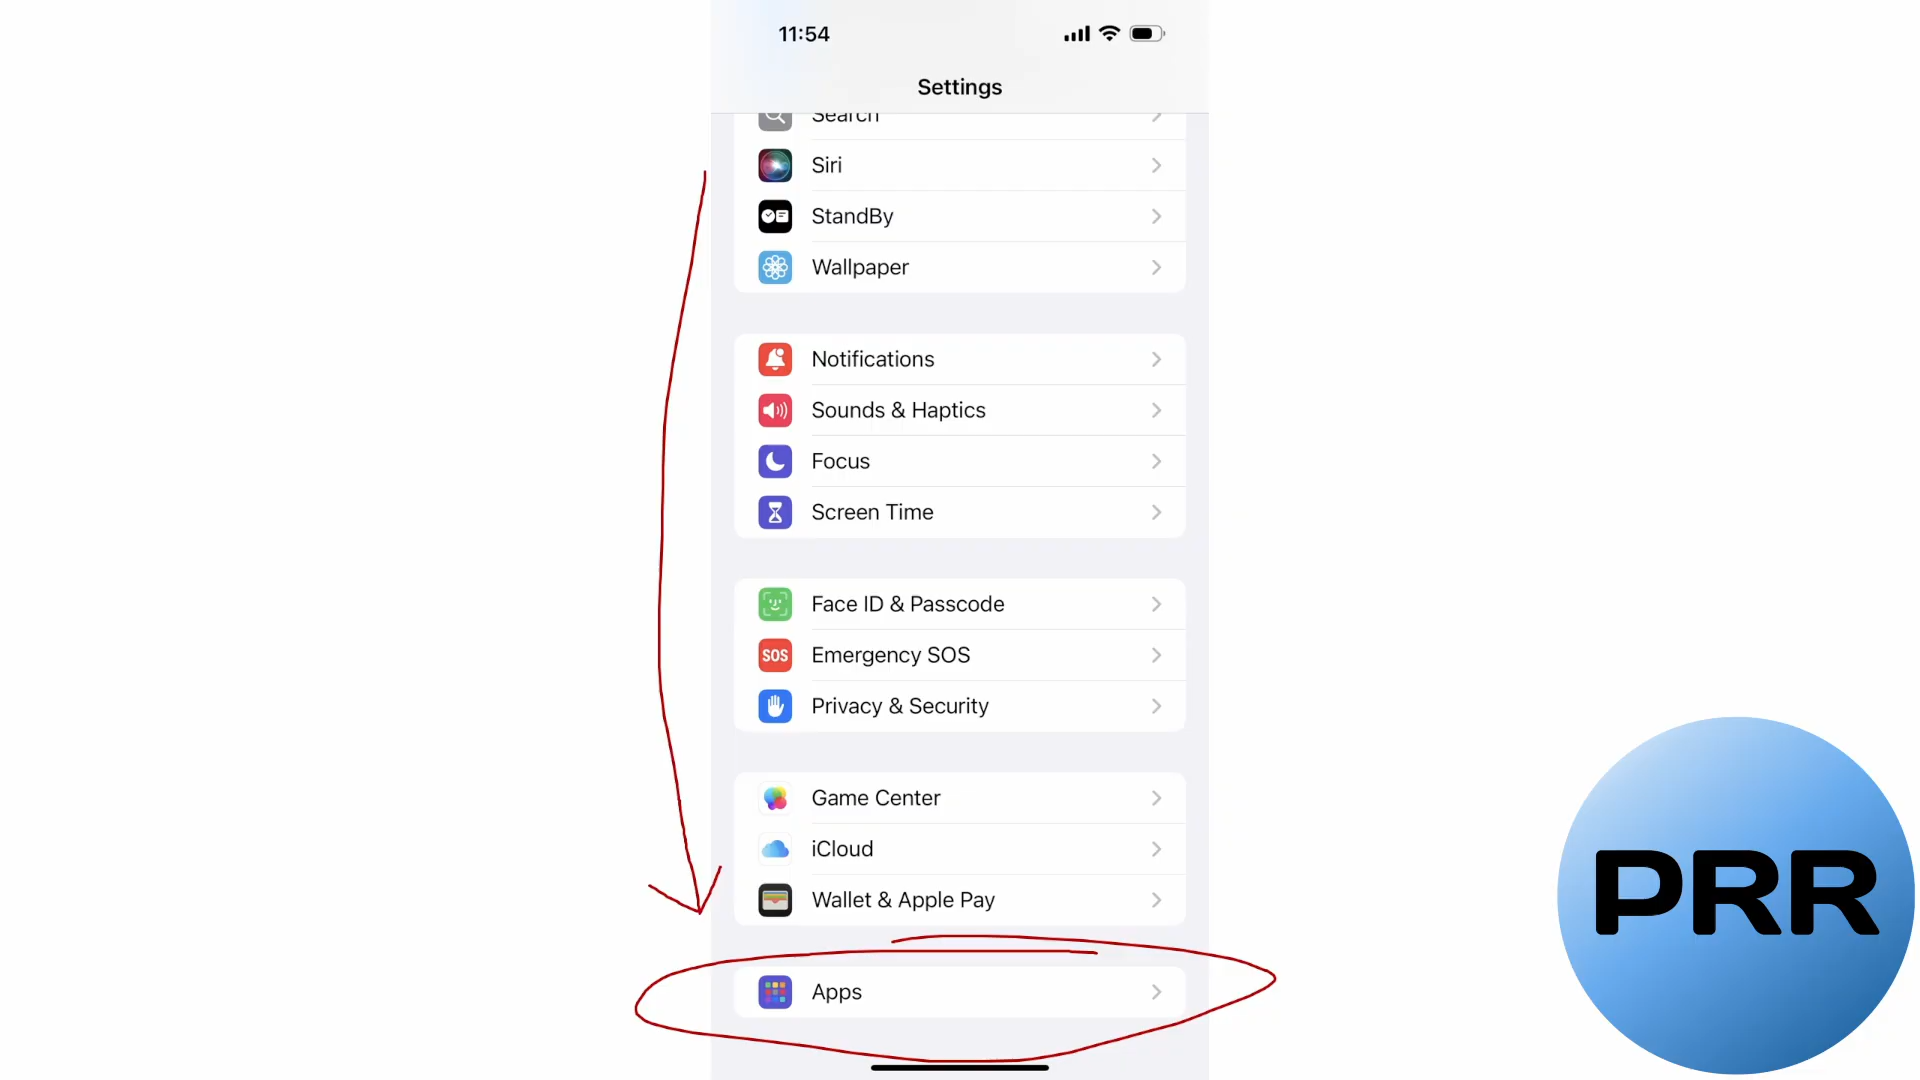 11:54
Settings
Search
Siri
StandBy
Wallpaper
Notifications
Sounds & Haptics
Focus
Screen Time
Face ID & Passcode
SOS
Emergency SOS
Privacy & Security
Game Center
iCloud
Wallet & Apple Pay
Apps
PRR